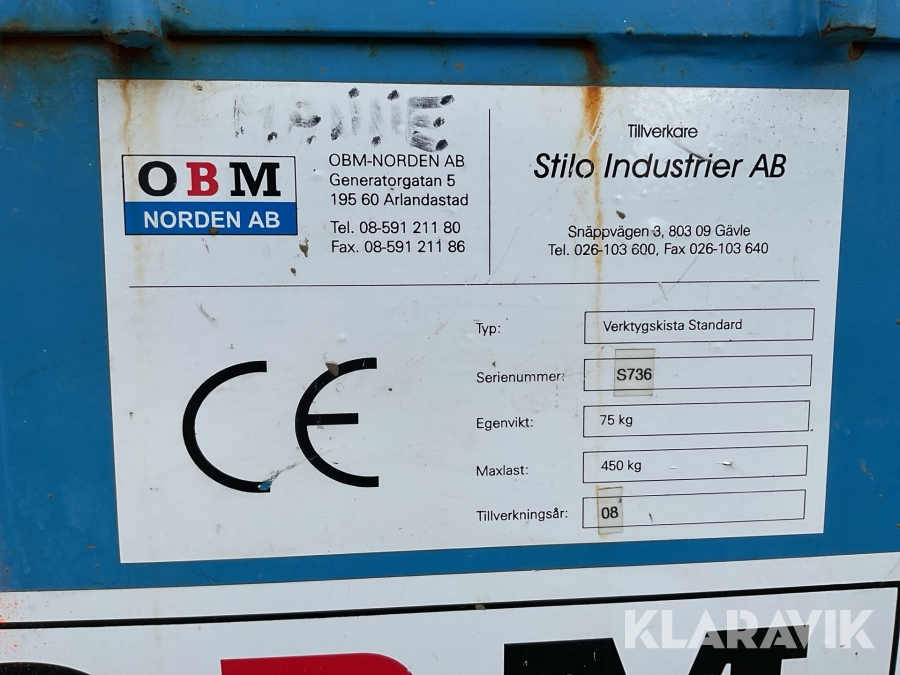 OBM
NORDEN AB
OBM-NORDEN AB
Generatorgatan 5
195 60 Arlandastad
Tel. 08-591 211 80
Fax. 08-591 211 86
Tillverkare
Stilo Industrier AB
Snäppvägen 3, 803 09 Gävle
Tel. 026-103 600, Fax 026-103 640
CE
Typ: Verktygskista Standard
Serienummer: S736
Egenvikt: 75 kg
Maxlast: 450 kg
Tillverkningsår: 08
KLARAVIK